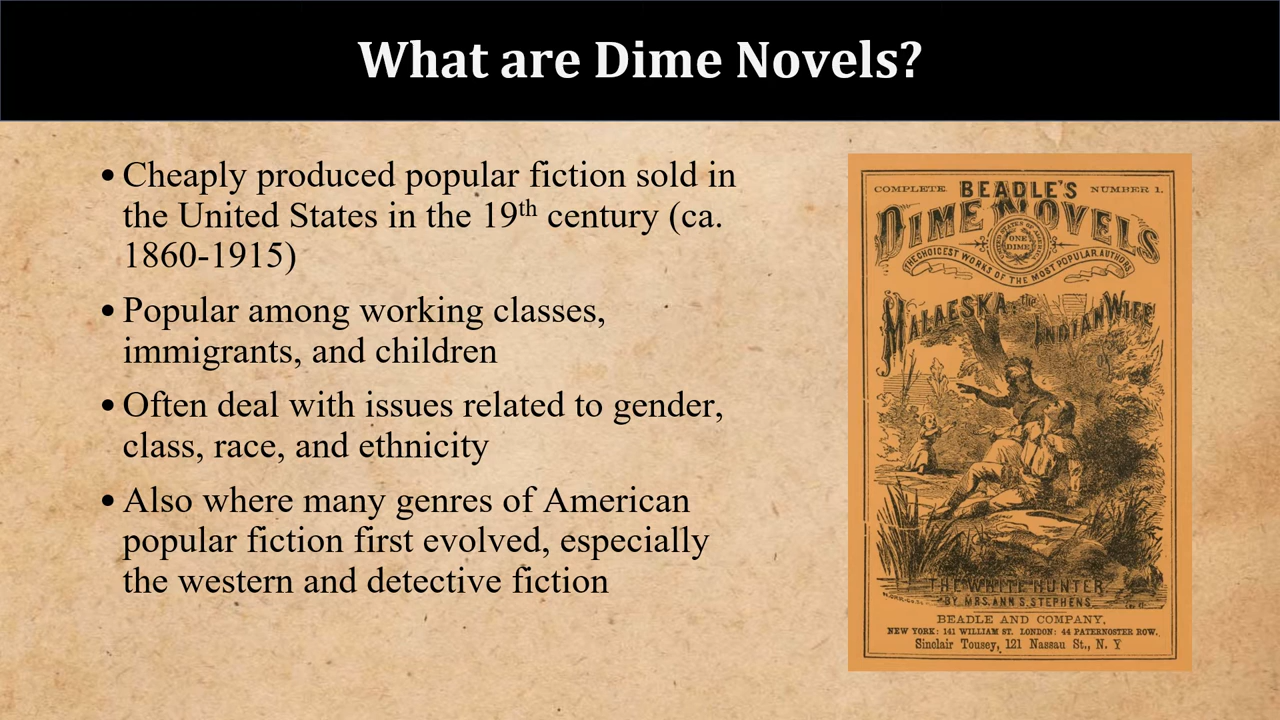 What are Dime Novels?
• Cheaply produced popular fiction sold in
the United States in the 19th century (ca.
1860-1915)
• Popular among working classes,
immigrants, and children
• Often deal with issues related to gender,
class, race, and ethnicity
• Also where many genres of American
popular fiction first evolved, especially
the western and detective fiction
COMPLETE. BEADLE'S NUMBER 1.
DIME NOVELS
ONE DIME
THE CHOICEST WORKS OF THE MOST POPULAR AUTHORS
MALAESKA the INDIAN WIFE
THE WHITE HUNTER
BY MRS. ANN S. STEPHENS.
BEADLE AND COMPANY,
NEW YORK: 141 WILLIAM ST. LONDON: 44 PATERNOSTER ROW.
Sinclair Tousey, 121 Nassau St., N. Y